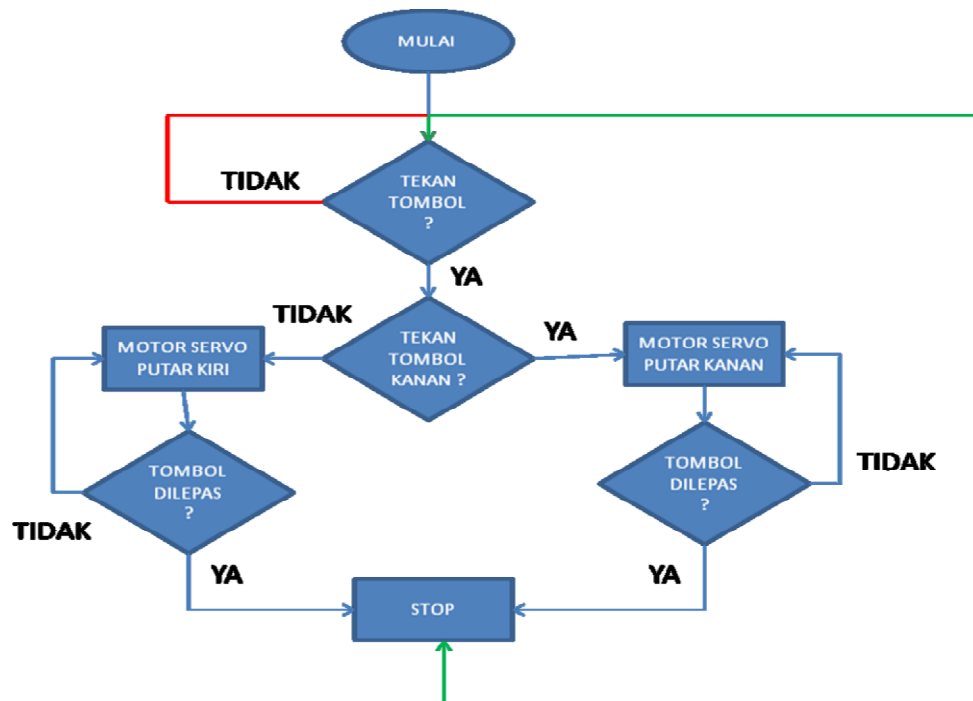 MULAI
TIDAK
TEKAN
TOMBOL
?
YA
TIDAK
YA
TEKAN
TOMBOL
KANAN ?
MOTOR SERVO
PUTAR KIRI
MOTOR SERVO
PUTAR KANAN
TOMBOL
DILEPAS
?
TIDAK
TOMBOL
DILEPAS
?
TIDAK
YA
YA
STOP